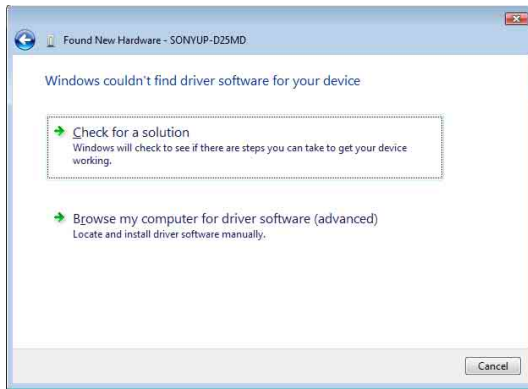 Found New Hardware - SONYUP-D25MD
Windows couldn't find driver software for your device
Check for a solution
Windows will check to see if there are steps you can take to get your device
working.
Browse my computer for driver software (advanced)
Locate and install driver software manually.
Cancel